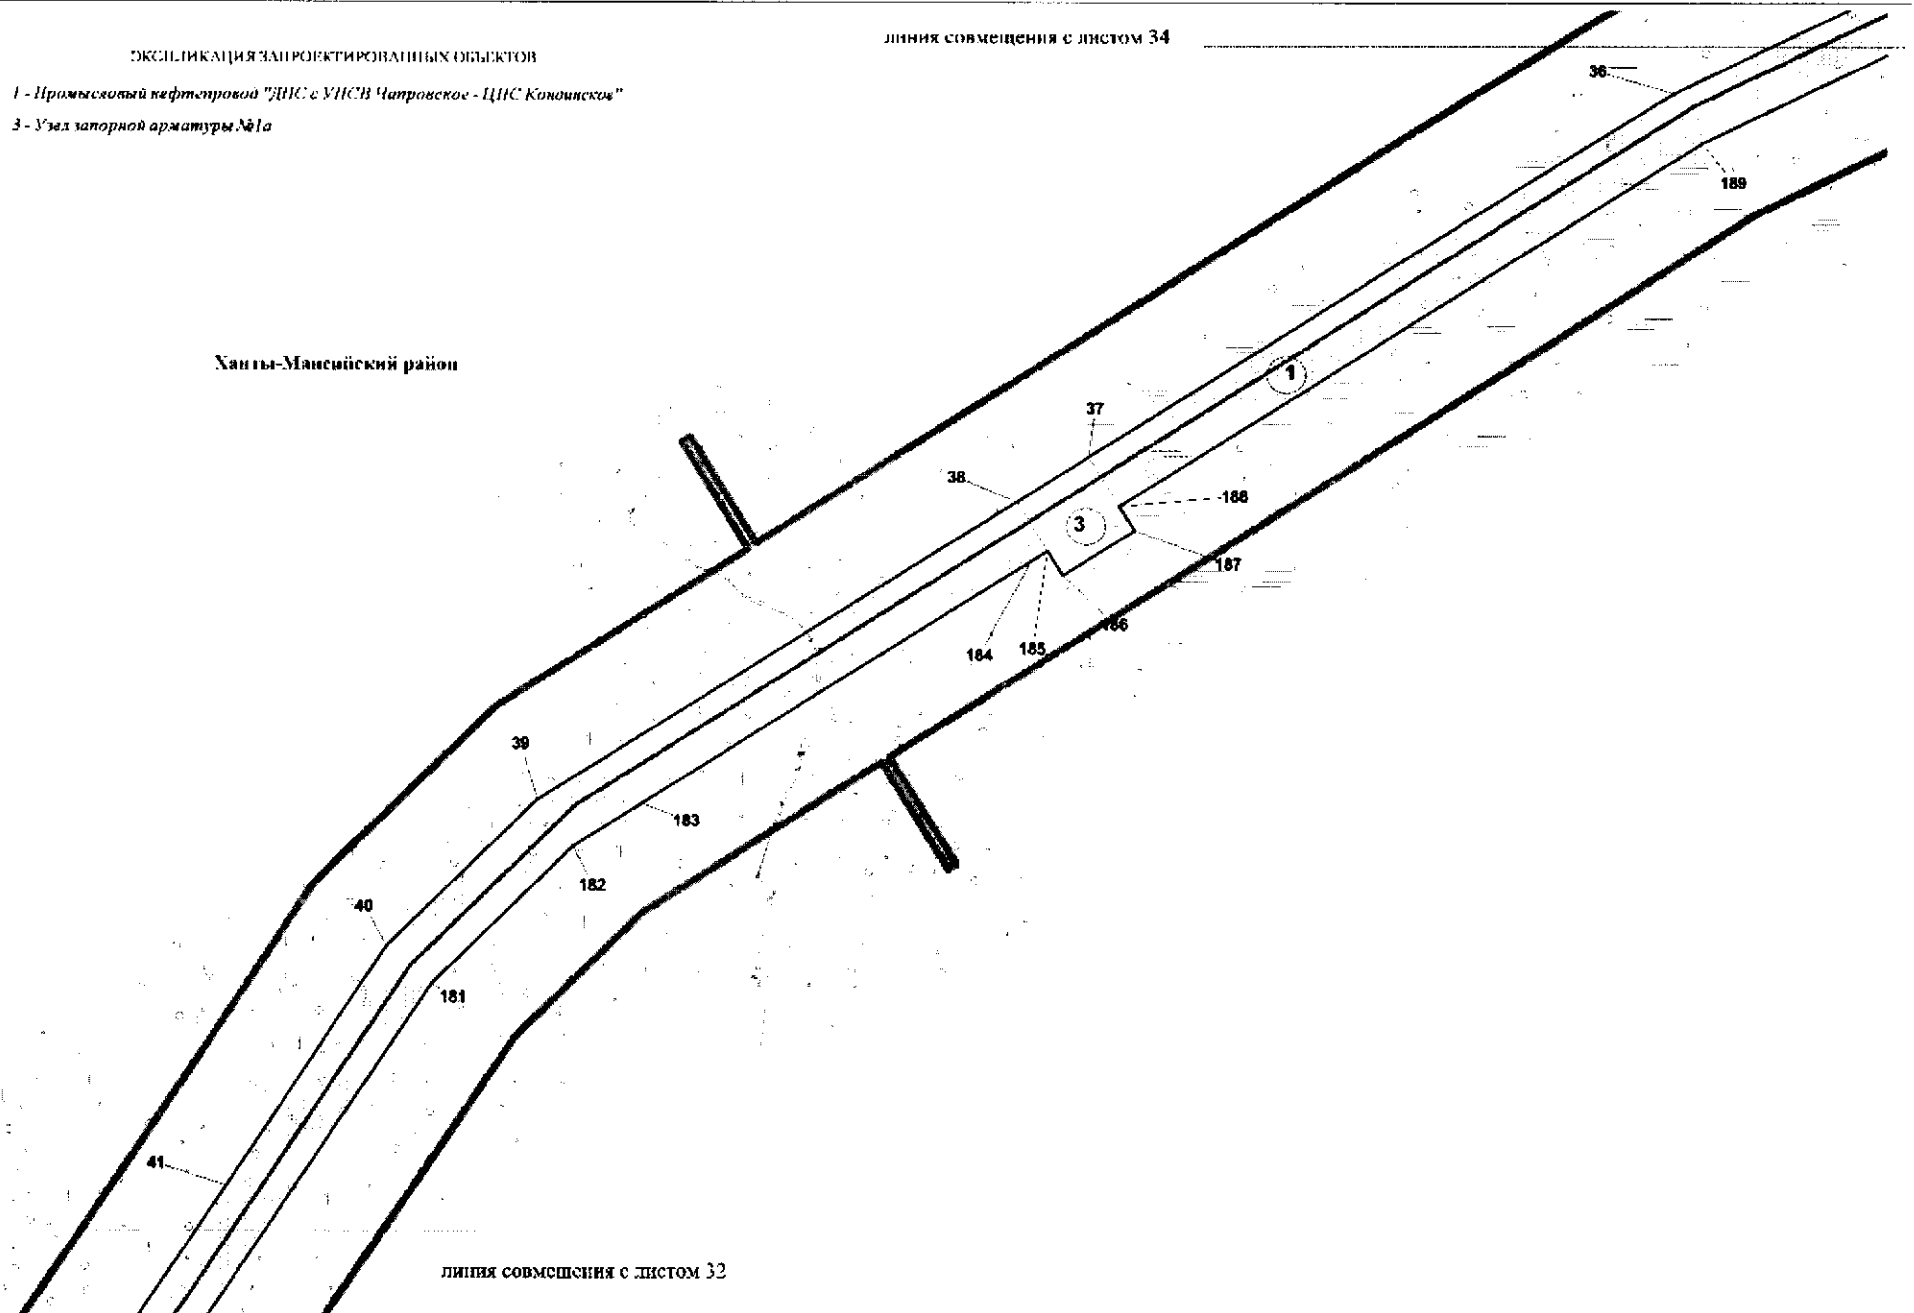 линия совмещения с листом 34
ЭКСПЛИКАЦИЯ ЗАПРОЕКТИРОВАННЫХ ОБЪЕКТОВ
1 - Промысловый нефтепровод "ДНС с УПСВ Чапровское - ЦПС Кондинское"
3 - Узел запорной арматуры №1а
36
189
Ханты-Мансийский район
1
37
38
188
3
187
186
185
184
39
183
182
40
181
41
линия совмещения с листом 32